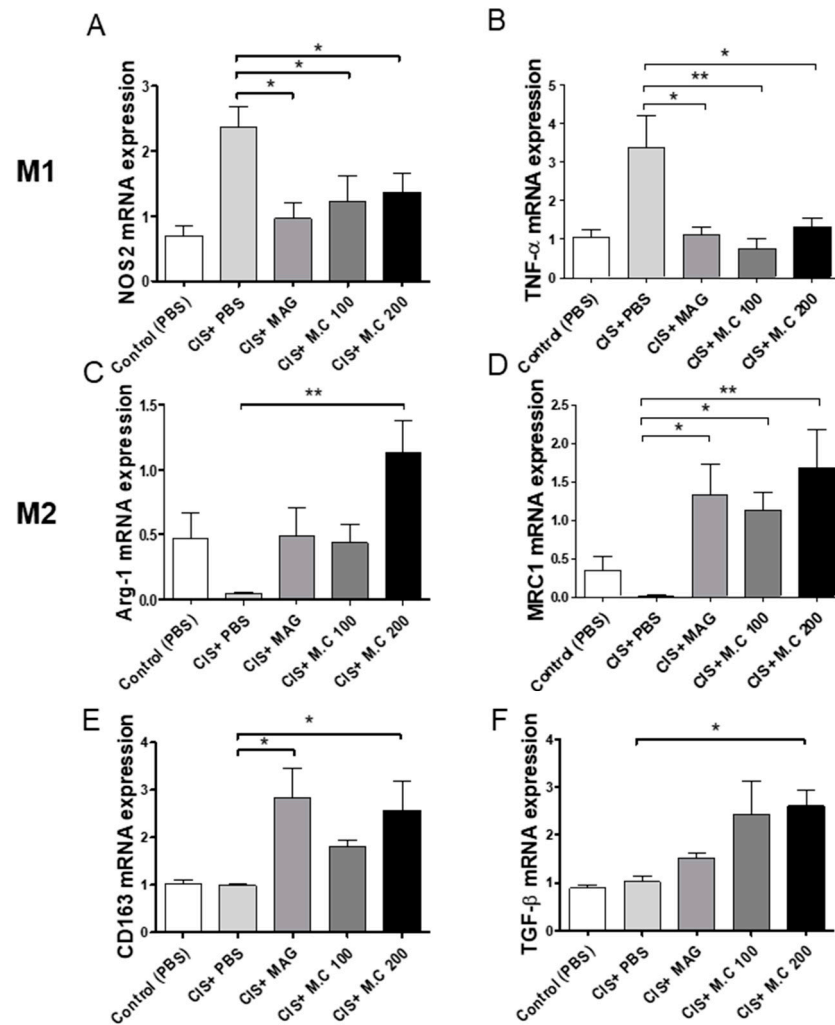 A
B
M1
NOS2 mRNA expression
3
2
1
0
*
*
*
Control (PBS)
CIS+ PBS
CIS+ MAG
CIS+ M.C 100
CIS+ M.C 200
TNF-α mRNA expression
5
4
3
2
1
0
*
**
*
Control (PBS)
CIS+ PBS
CIS+ MAG
CIS+ M.C 100
CIS+ M.C 200
C
D
M2
Arg-1 mRNA expression
1.5
1.0
0.5
0.0
**
Control (PBS)
CIS+ PBS
CIS+ MAG
CIS+ M.C 100
CIS+ M.C 200
MRC1 mRNA expression
2.5
2.0
1.5
1.0
0.5
0.0
**
*
*
Control (PBS)
CIS+ PBS
CIS+ MAG
CIS+ M.C 100
CIS+ M.C 200
E
F
CD163 mRNA expression
4
3
2
1
0
*
*
Control (PBS)
CIS+ PBS
CIS+ MAG
CIS+ M.C 100
CIS+ M.C 200
TGF-β mRNA expression
4
3
2
1
0
*
Control (PBS)
CIS+ PBS
CIS+ MAG
CIS+ M.C 100
CIS+ M.C 200